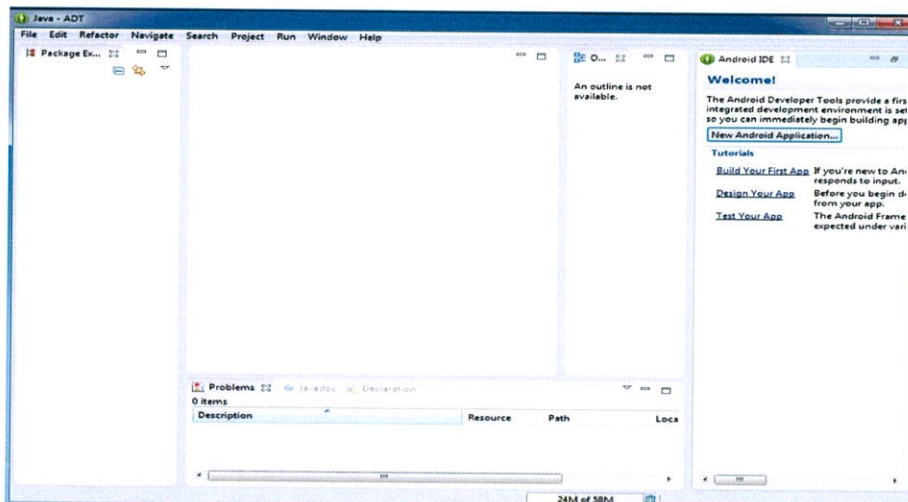 Java - ADT
File Edit Refactor Navigate Search Project Run Window Help
Package Ex...
O...
An outline is not
available.
Android IDE
Welcome!
The Android Developer Tools provide a firs
integrated development environment is set
so you can immediately begin building app
New Android Application...
Tutorials
Build Your First App If you're new to An
responds to input.
Design Your App Before you begin d
from your app.
Test Your App The Android Frame
expected under vari
Problems Javadoc Declaration
0 items
Description Resource Path Loca
24M of 58M